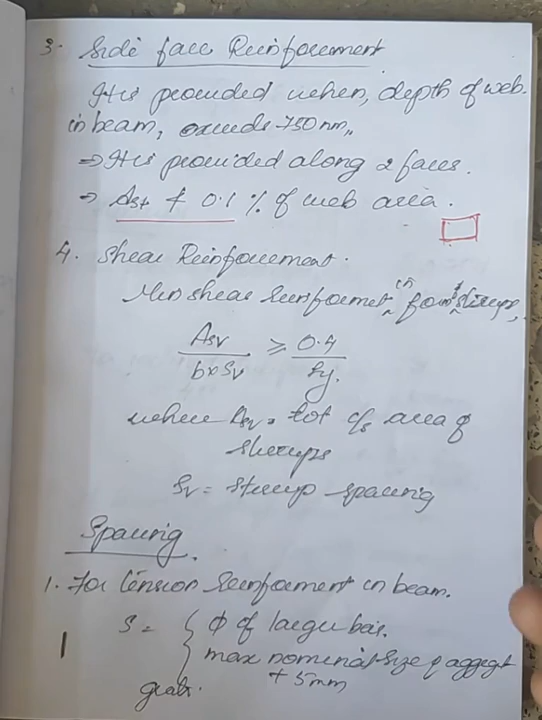 3. Side face Reinforcement
It is provided when, depth of web.
in beam, exceeds 750 mm,,
⇒ It is provided along 2 faces.
⇒ Ast ≮ 0.1 % of web area.
4. Shear Reinforcement.
Min shear reinforcmet, in form of stirrups,
Asv / b×Sv ≥ 0.4 / fy.
where Asv = tot c/s area of
stirrups
Sv = stirrup spacing
Spacing.
1. For tension reinforcment in beam.
S = { Φ of larger bar.
max nominal size of aggregt
+ 5mm
greater.